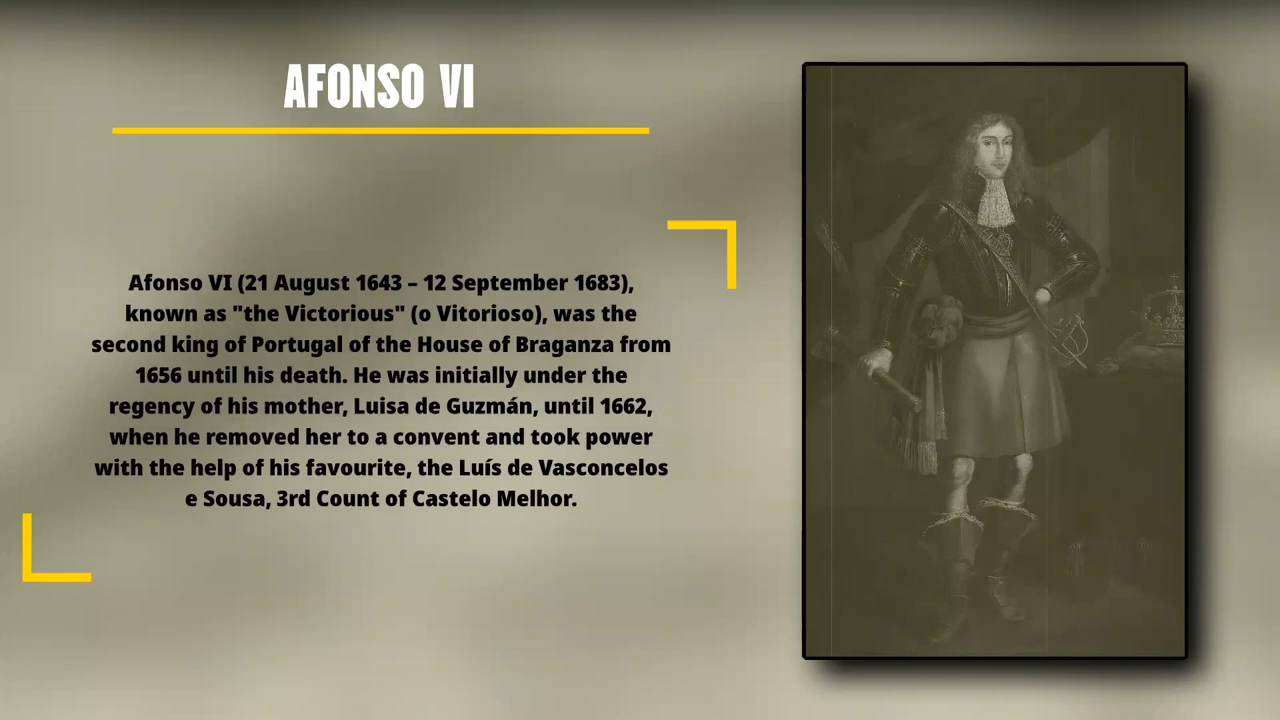 AFONSO VI
Afonso VI (21 August 1643 – 12 September 1683),
known as "the Victorious" (o Vitorioso), was the
second king of Portugal of the House of Braganza from
1656 until his death. He was initially under the
regency of his mother, Luisa de Guzmán, until 1662,
when he removed her to a convent and took power
with the help of his favourite, the Luís de Vasconcelos
e Sousa, 3rd Count of Castelo Melhor.